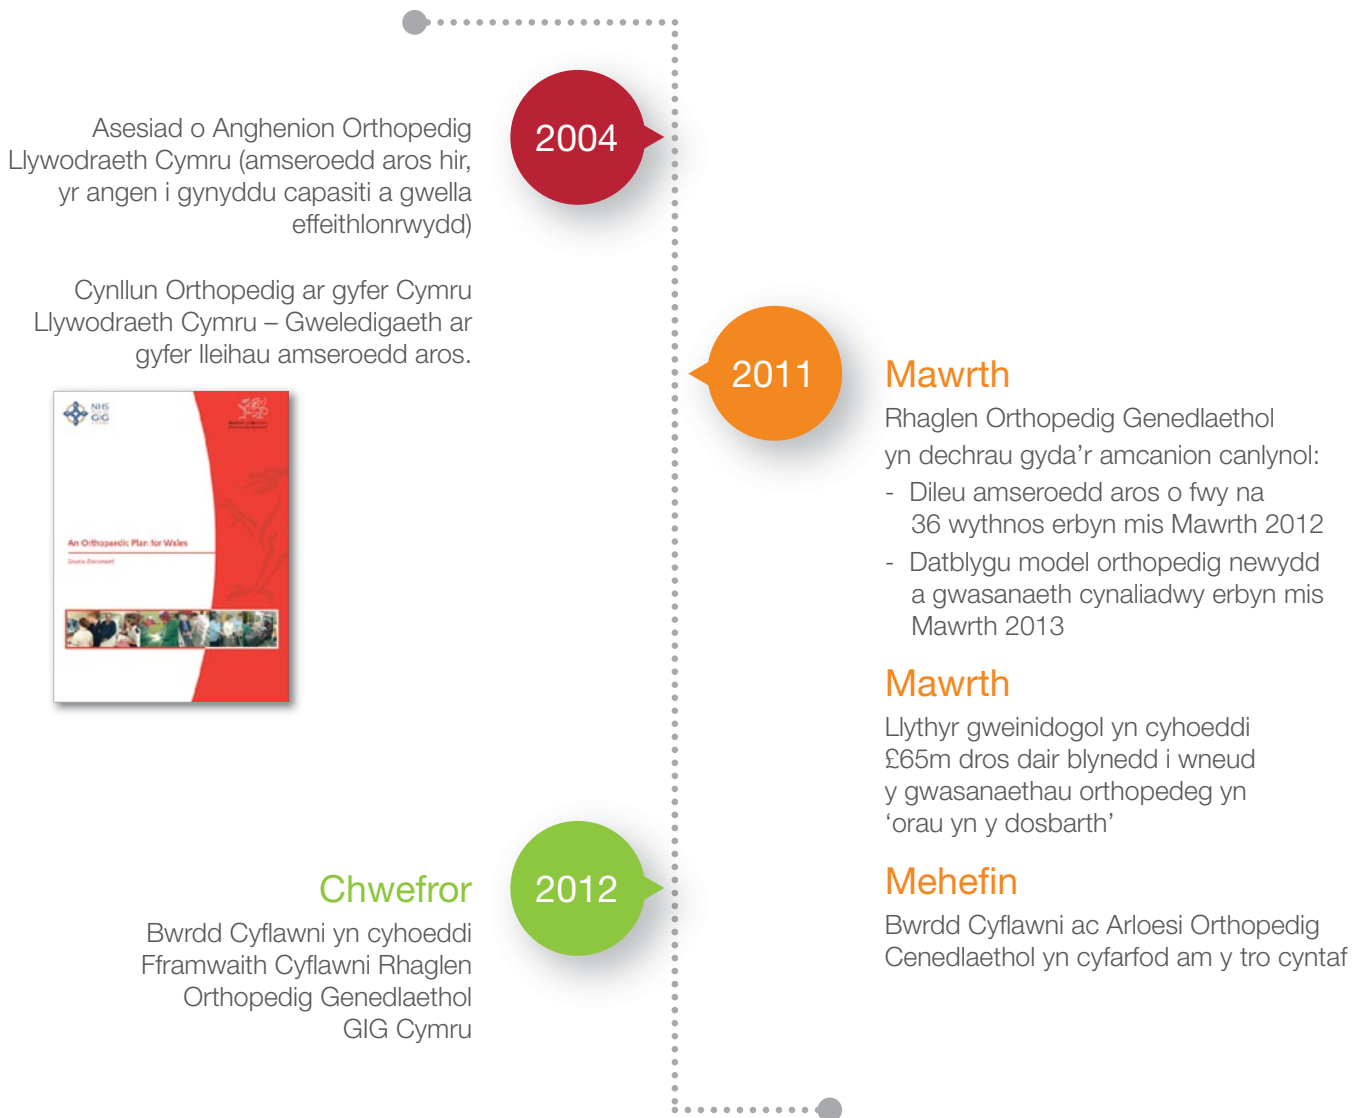 2004
Asesiad o Anghenion Orthopedig
Llywodraeth Cymru (amseroedd aros hir,
yr angen i gynyddu capasiti a gwella
effeithlonrwydd)
Cynllun Orthopedig ar gyfer Cymru
Llywodraeth Cymru – Gweledigaeth ar
gyfer lleihau amseroedd aros.
NHS
GIG
An Orthopaedic Plan for Wales
Source Document
2011
Mawrth
Rhaglen Orthopedig Genedlaethol
yn dechrau gyda’r amcanion canlynol:
- Dileu amseroedd aros o fwy na
36 wythnos erbyn mis Mawrth 2012
- Datblygu model orthopedig newydd
a gwasanaeth cynaliadwy erbyn mis
Mawrth 2013
Mawrth
Llythyr gweinidogol yn cyhoeddi
£65m dros dair blynedd i wneud
y gwasanaethau orthopedeg yn
‘orau yn y dosbarth’
Mehefin
Bwrdd Cyflawni ac Arloesi Orthopedig
Cenedlaethol yn cyfarfod am y tro cyntaf
2012
Chwefror
Bwrdd Cyflawni yn cyhoeddi
Fframwaith Cyflawni Rhaglen
Orthopedig Genedlaethol
GIG Cymru